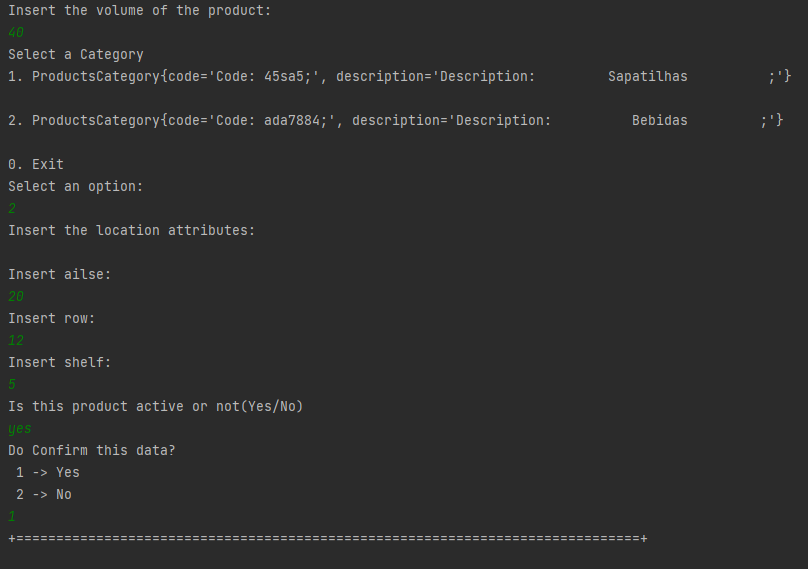 Insert the volume of the product:
40
Select a Category
1. ProductsCategory{code='Code: 45sa5;', description='Description:         Sapatilhas          ;'}
2. ProductsCategory{code='Code: ada7884;', description='Description:          Bebidas         ;'}
0. Exit
Select an option:
2
Insert the location attributes:
Insert ailse:
20
Insert row:
12
Insert shelf:
5
Is this product active or not(Yes/No)
yes
Do Confirm this data?
 1 -> Yes
 2 -> No
1
+==============================================================================+